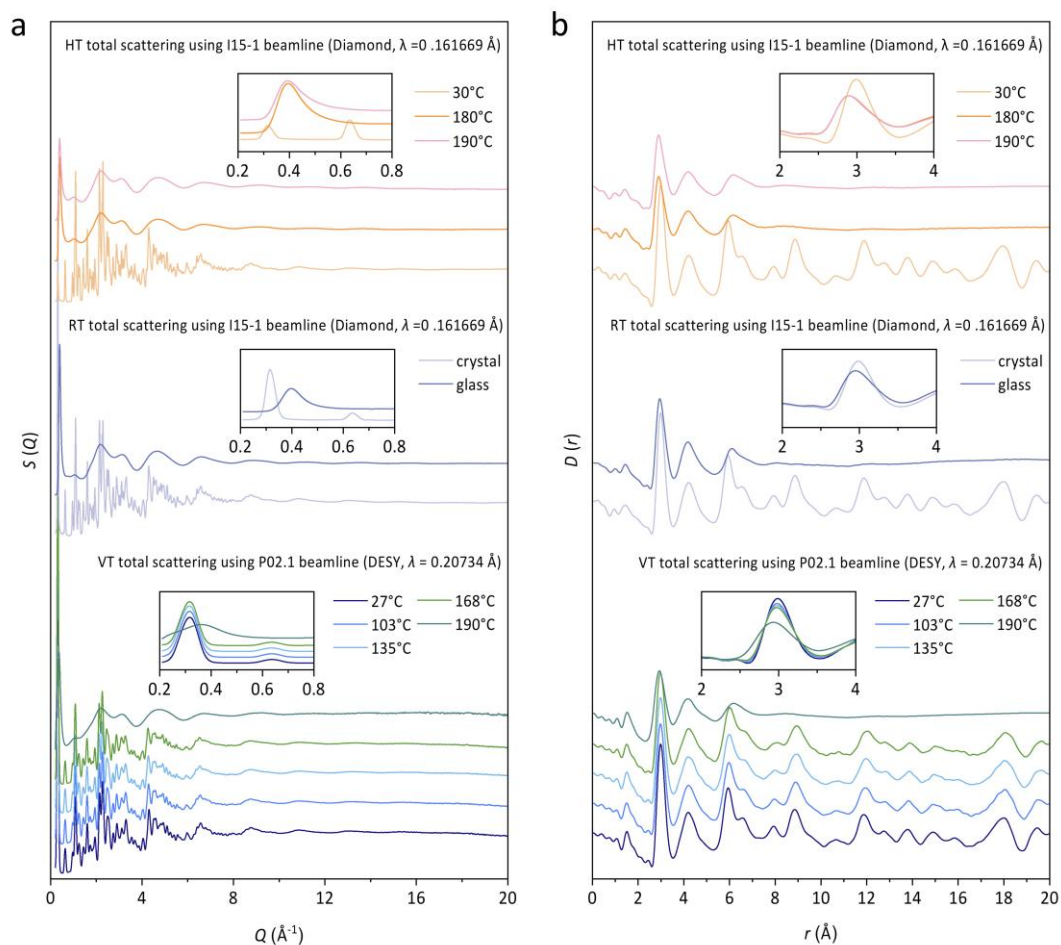 a
HT total scattering using I15-1 beamline (Diamond, λ =0 .161669 Å)
30°C
180°C
190°C
0.2 0.4 0.6 0.8
RT total scattering using I15-1 beamline (Diamond, λ =0 .161669 Å)
crystal
glass
0.2 0.4 0.6 0.8
VT total scattering using P02.1 beamline (DESY, λ = 0.20734 Å)
27°C 168°C
103°C 190°C
135°C
0.2 0.4 0.6 0.8
S (Q)
0 4 8 12 16 20
Q (Å⁻¹)
b
HT total scattering using I15-1 beamline (Diamond, λ =0 .161669 Å)
30°C
180°C
190°C
2 3 4
RT total scattering using I15-1 beamline (Diamond, λ =0 .161669 Å)
crystal
glass
2 3 4
VT total scattering using P02.1 beamline (DESY, λ = 0.20734 Å)
27°C 168°C
103°C 190°C
135°C
2 3 4
D (r)
0 2 4 6 8 10 12 14 16 18 20
r (Å)